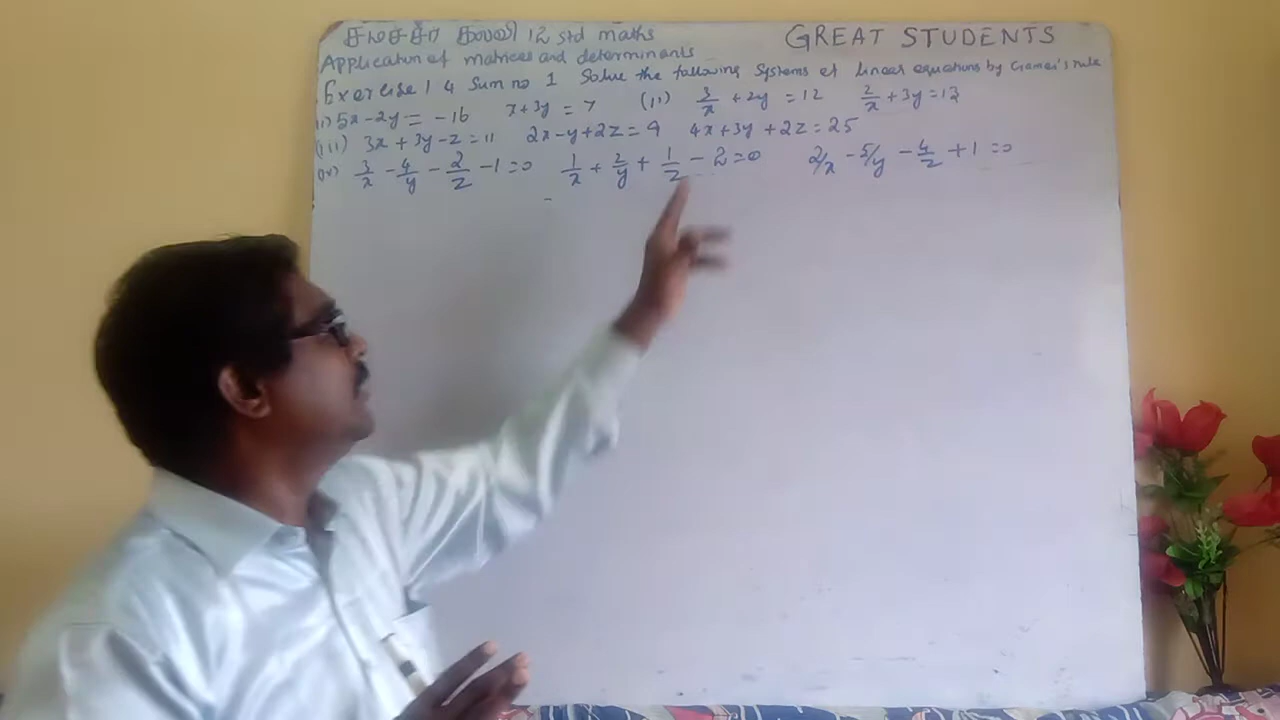 சமச்சீர் கல்வி 12 std maths GREAT STUDENTS
Application of matrices and determinants
Exercise 1 4 Sum no 1 Solve the following Systems of linear equations by Cramer's rule
(i) 5x - 2y = -16 x + 3y = 7 (ii) 3/x + 2y = 12 2/x + 3y = 13
(iii) 3x + 3y - z = 11 2x - y + 2z = 9 4x + 3y + 2z = 25
(iv) 3/x - 4/y - 2/z - 1 = 0 1/x + 2/y + 1/z - 2 = 0 2/x - 5/y - 4/z + 1 = 0